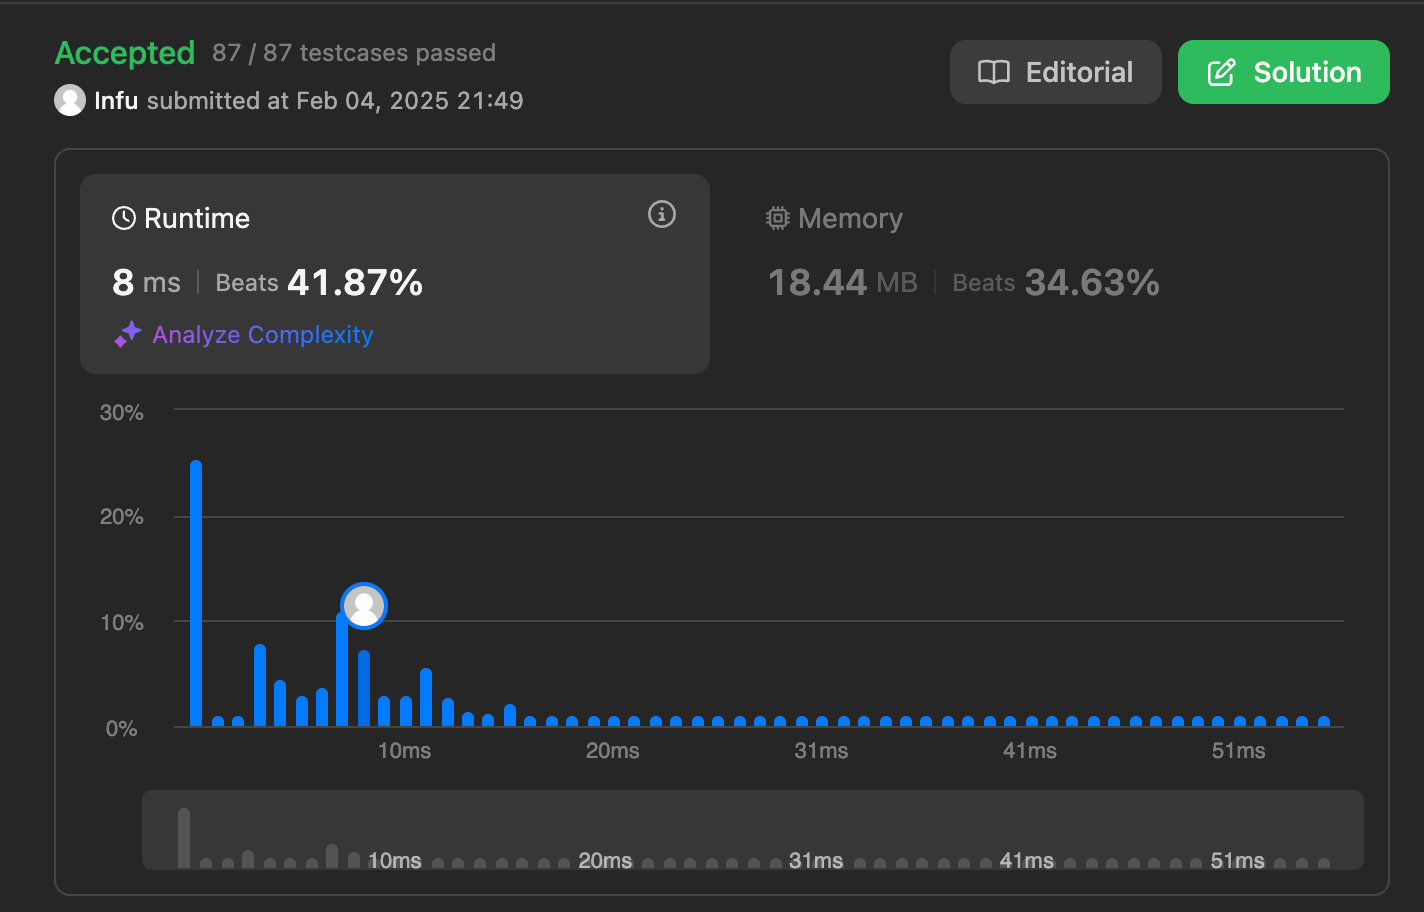 Accepted 87 / 87 testcases passed
Editorial
Solution
Infu submitted at Feb 04, 2025 21:49
Runtime
8 ms | Beats 41.87%
Analyze Complexity
Memory
18.44 MB | Beats 34.63%
30%
20%
10%
0%
10ms 20ms 31ms 41ms 51ms
10ms 20ms 31ms 41ms 51ms